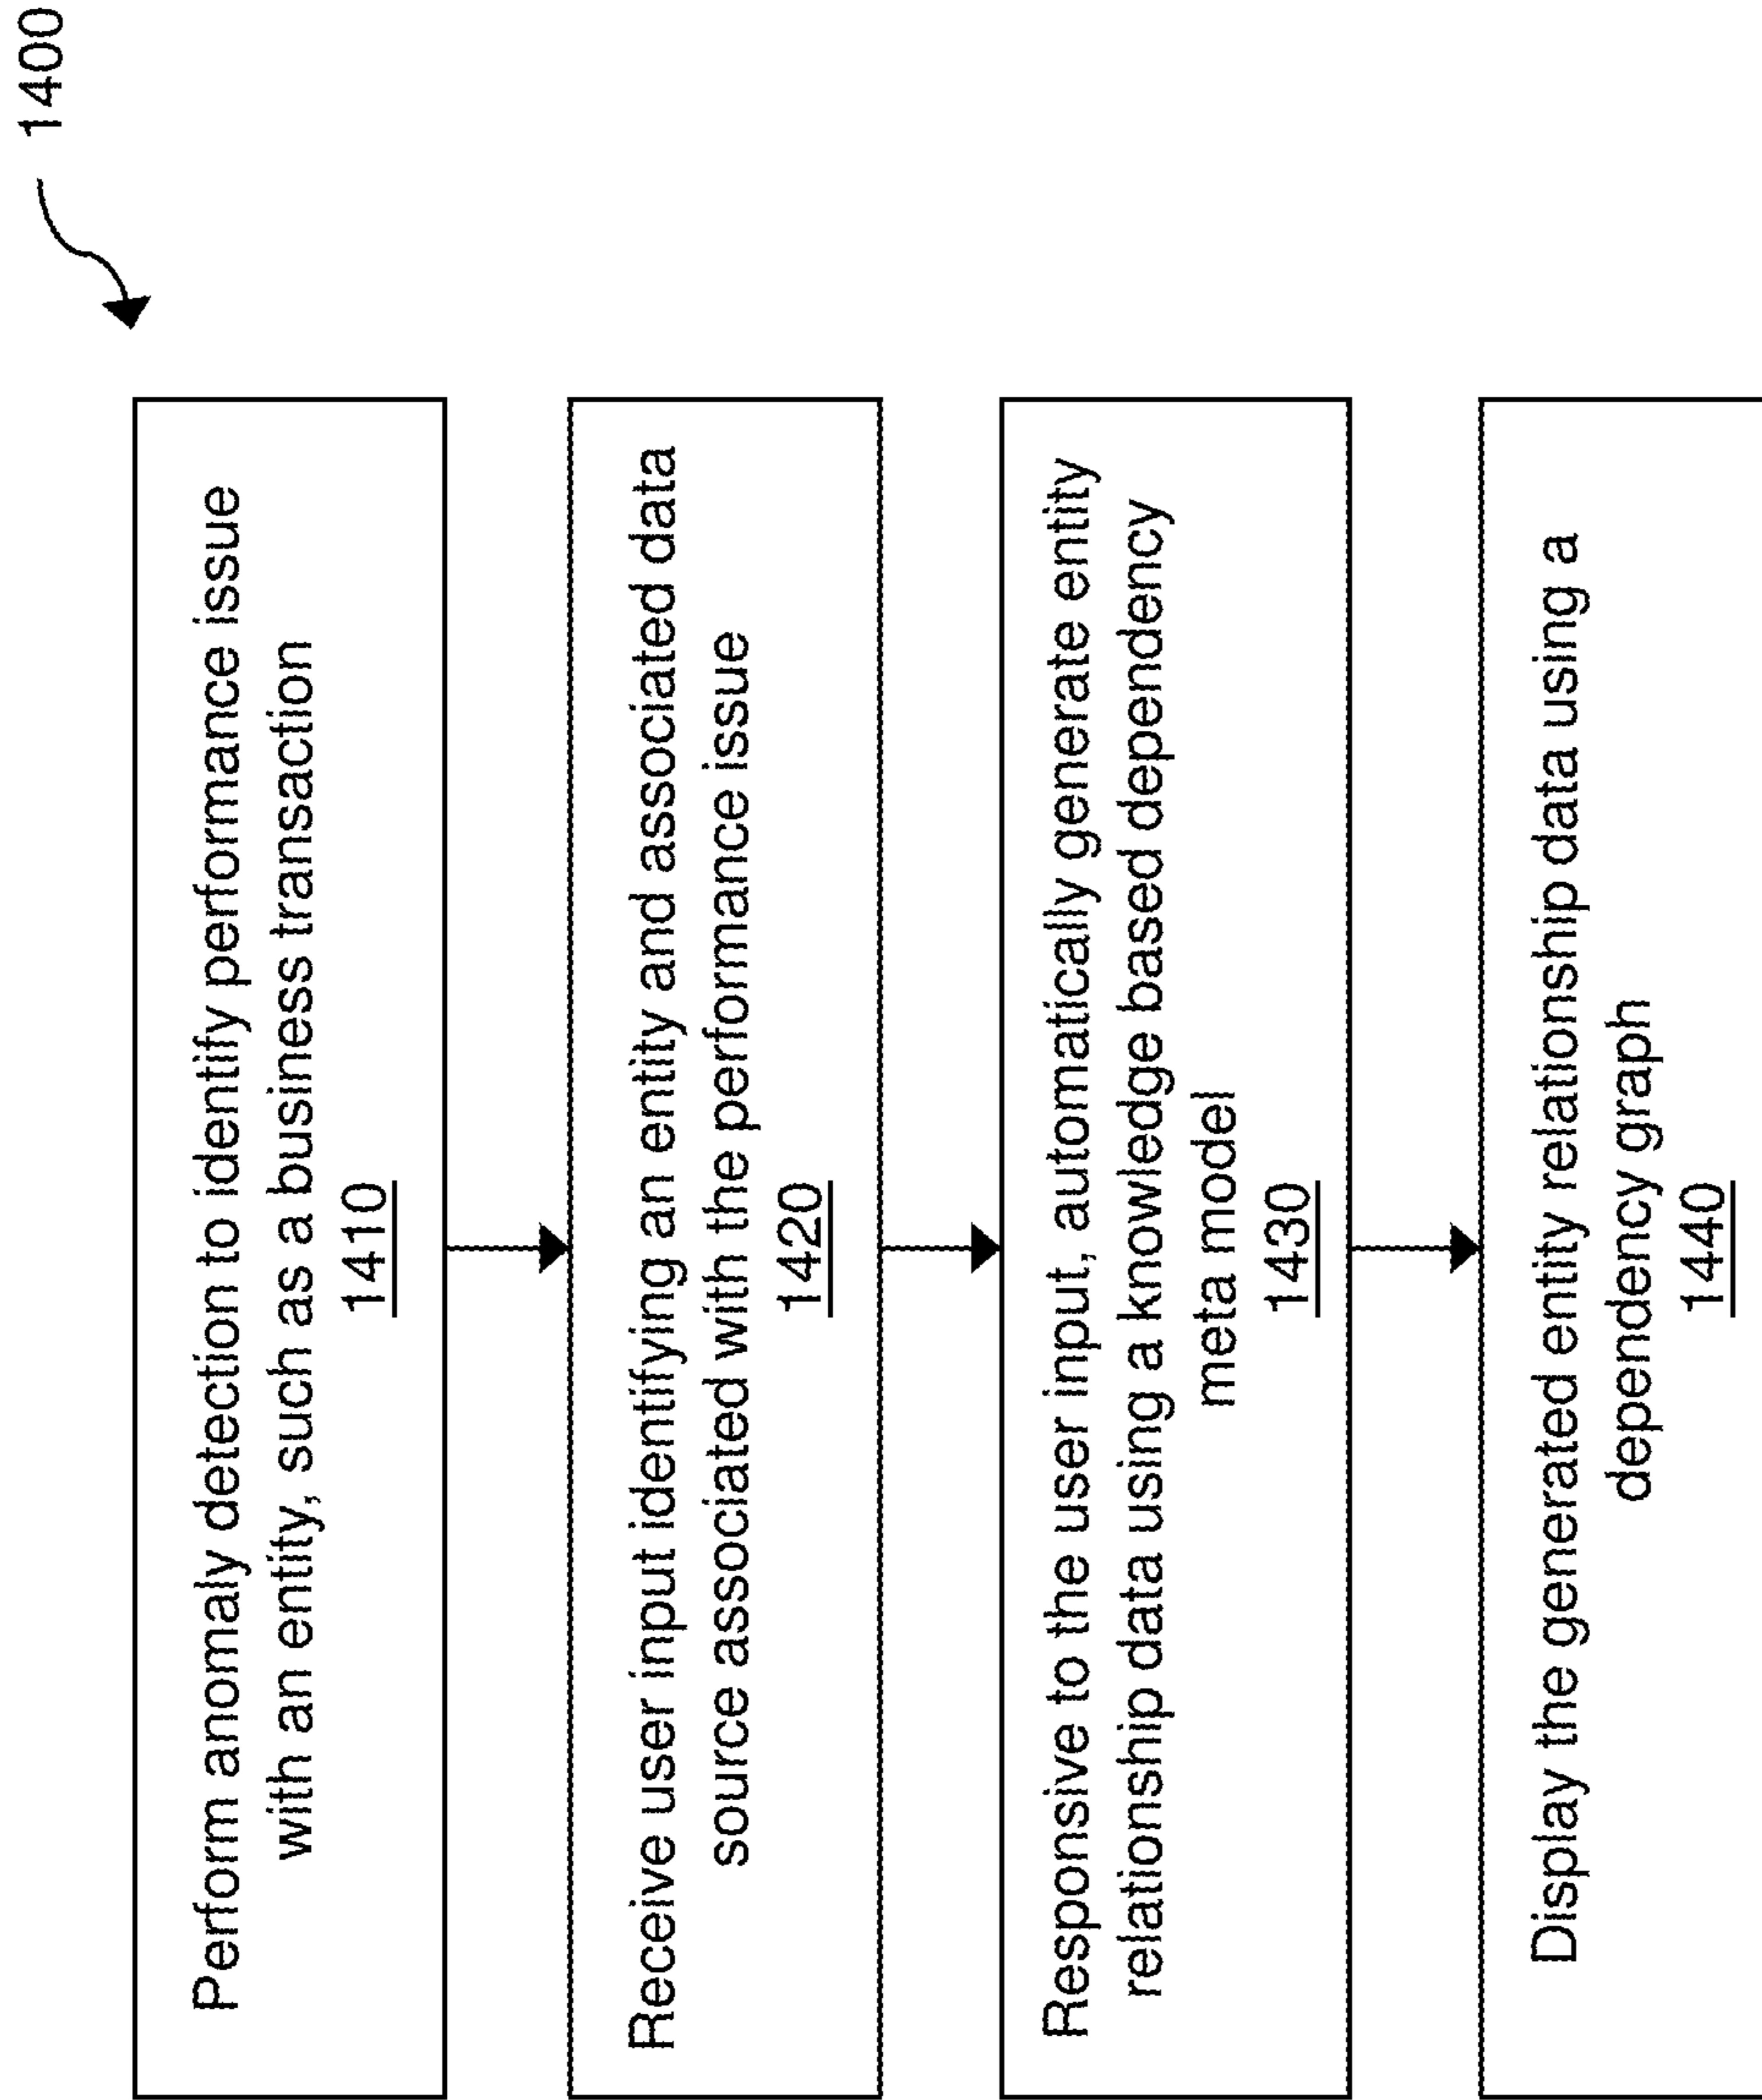 1400
Perform anomaly detection to identify performance issue
with an entity, such as a business transaction
1410
Receive user input identifying an entity and associated data
source associated with the performance issue
1420
Responsive to the user input, automatically generate entity
relationship data using a knowledge based dependency
meta model
1430
Display the generated entity relationship data using a
dependency graph
1440